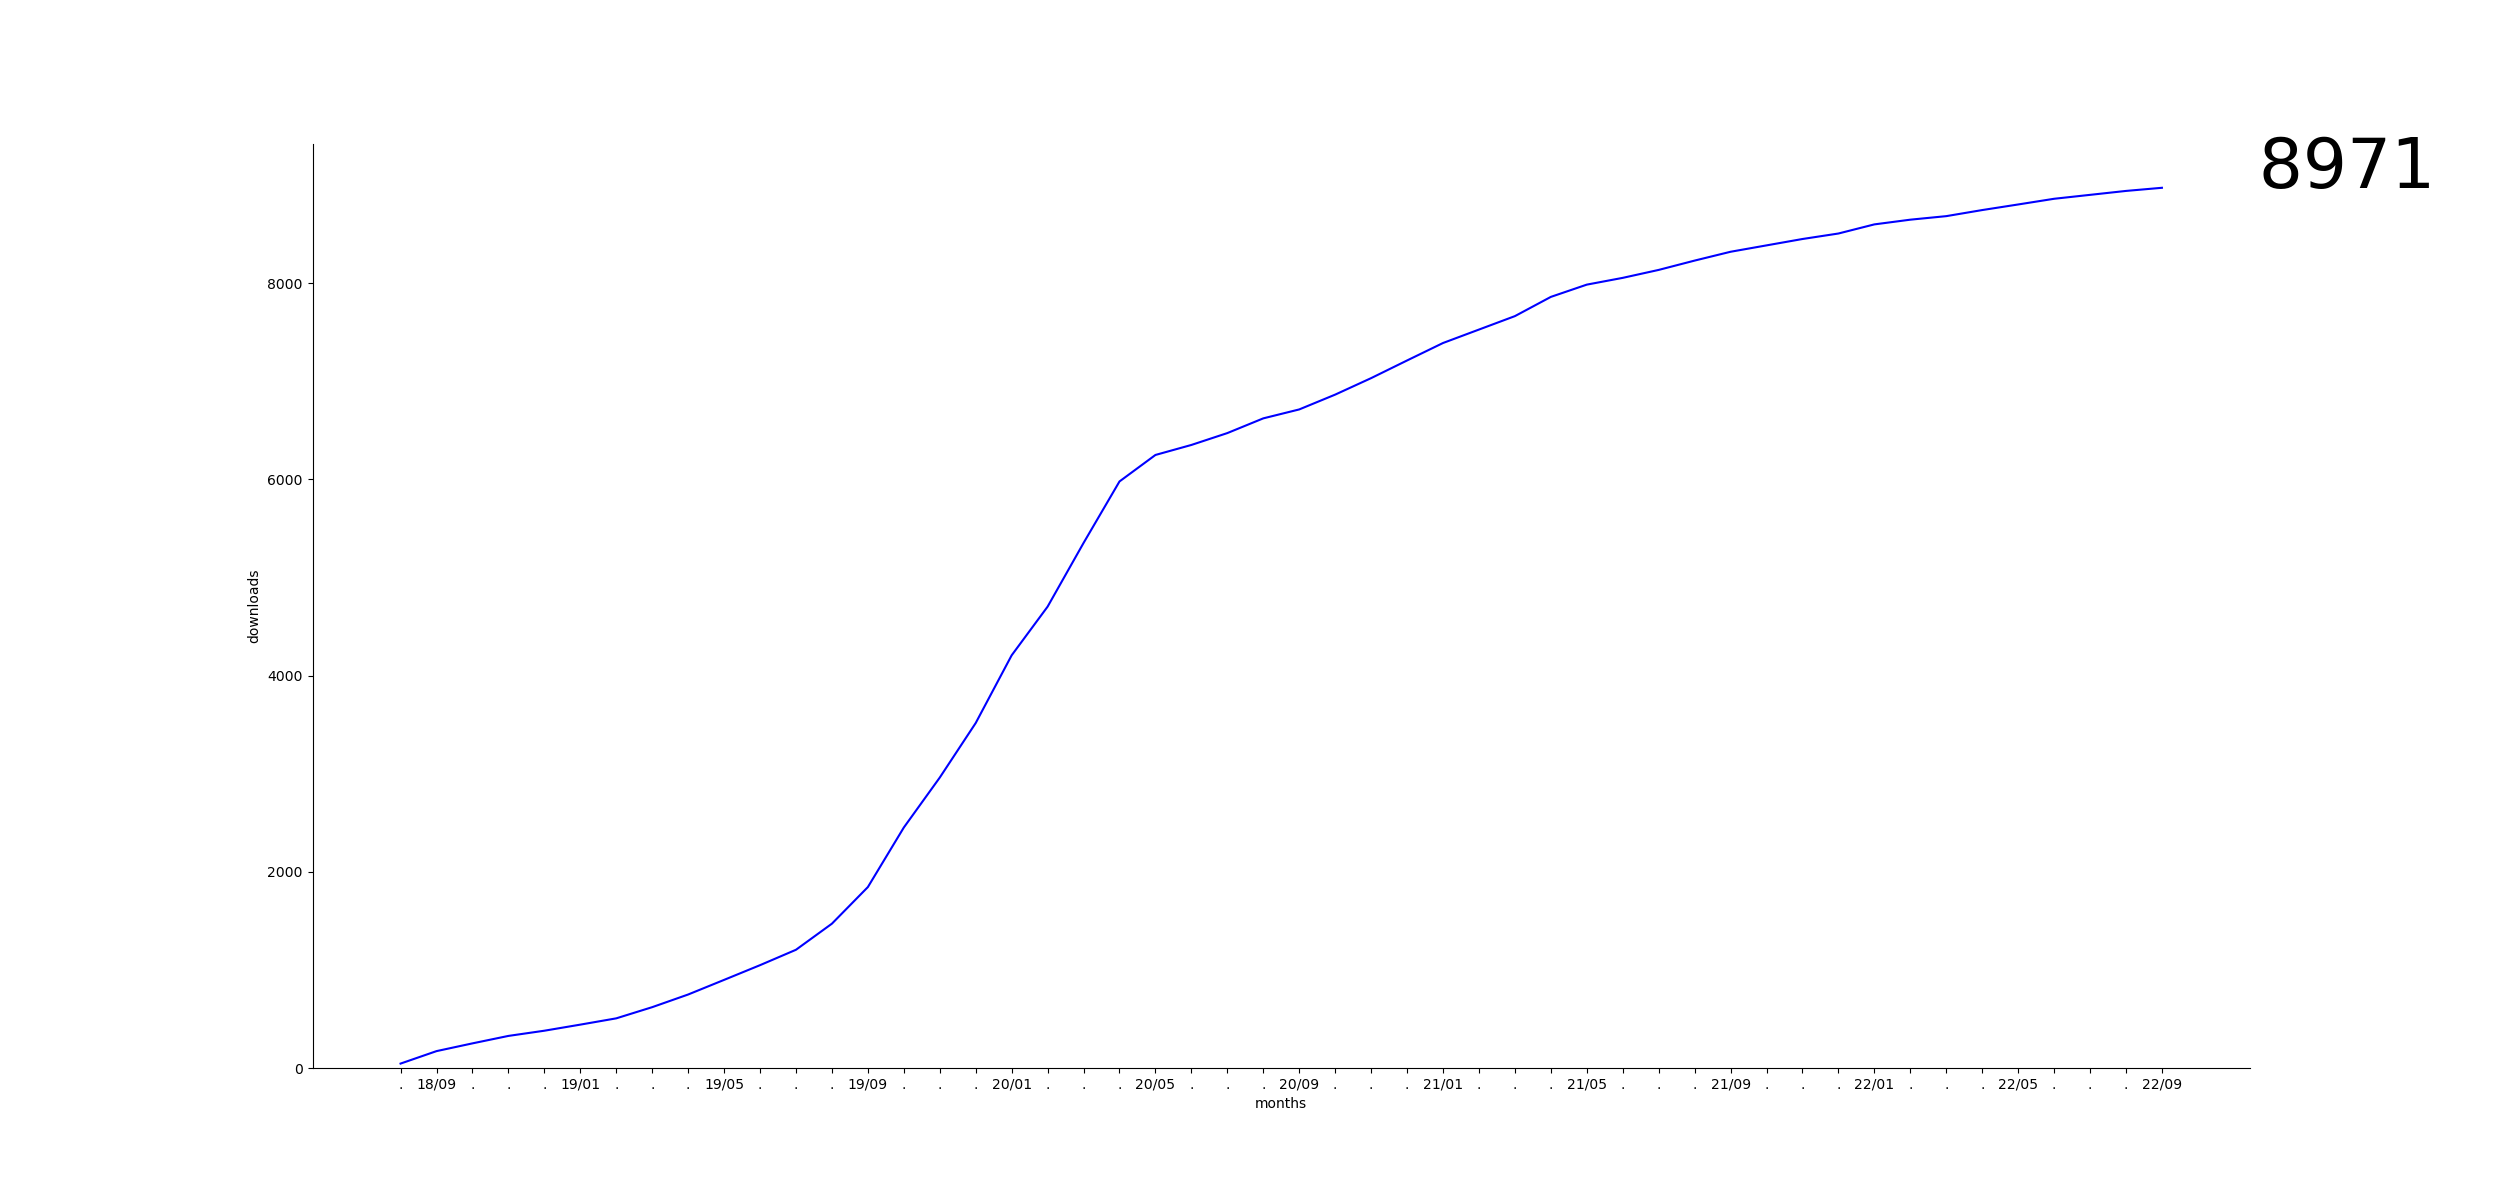 8971
8000
6000
4000
2000
0
downloads
. 18/09 . . . 19/01 . . . 19/05 . . . 19/09 . . . 20/01 . . . 20/05 . . . 20/09 . . . 21/01 . . . 21/05 . . . 21/09 . . . 22/01 . . . 22/05 . . . 22/09
months